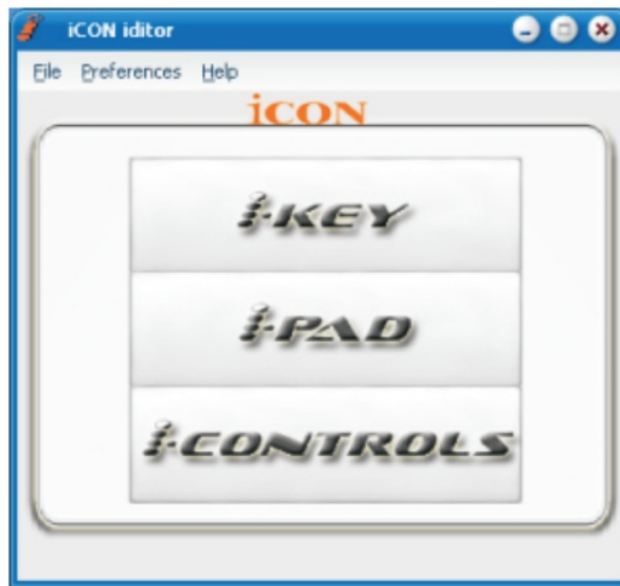 iCON iditor
File Preferences Help
iCON
i-KEY
i-PAD
i-CONTROLS